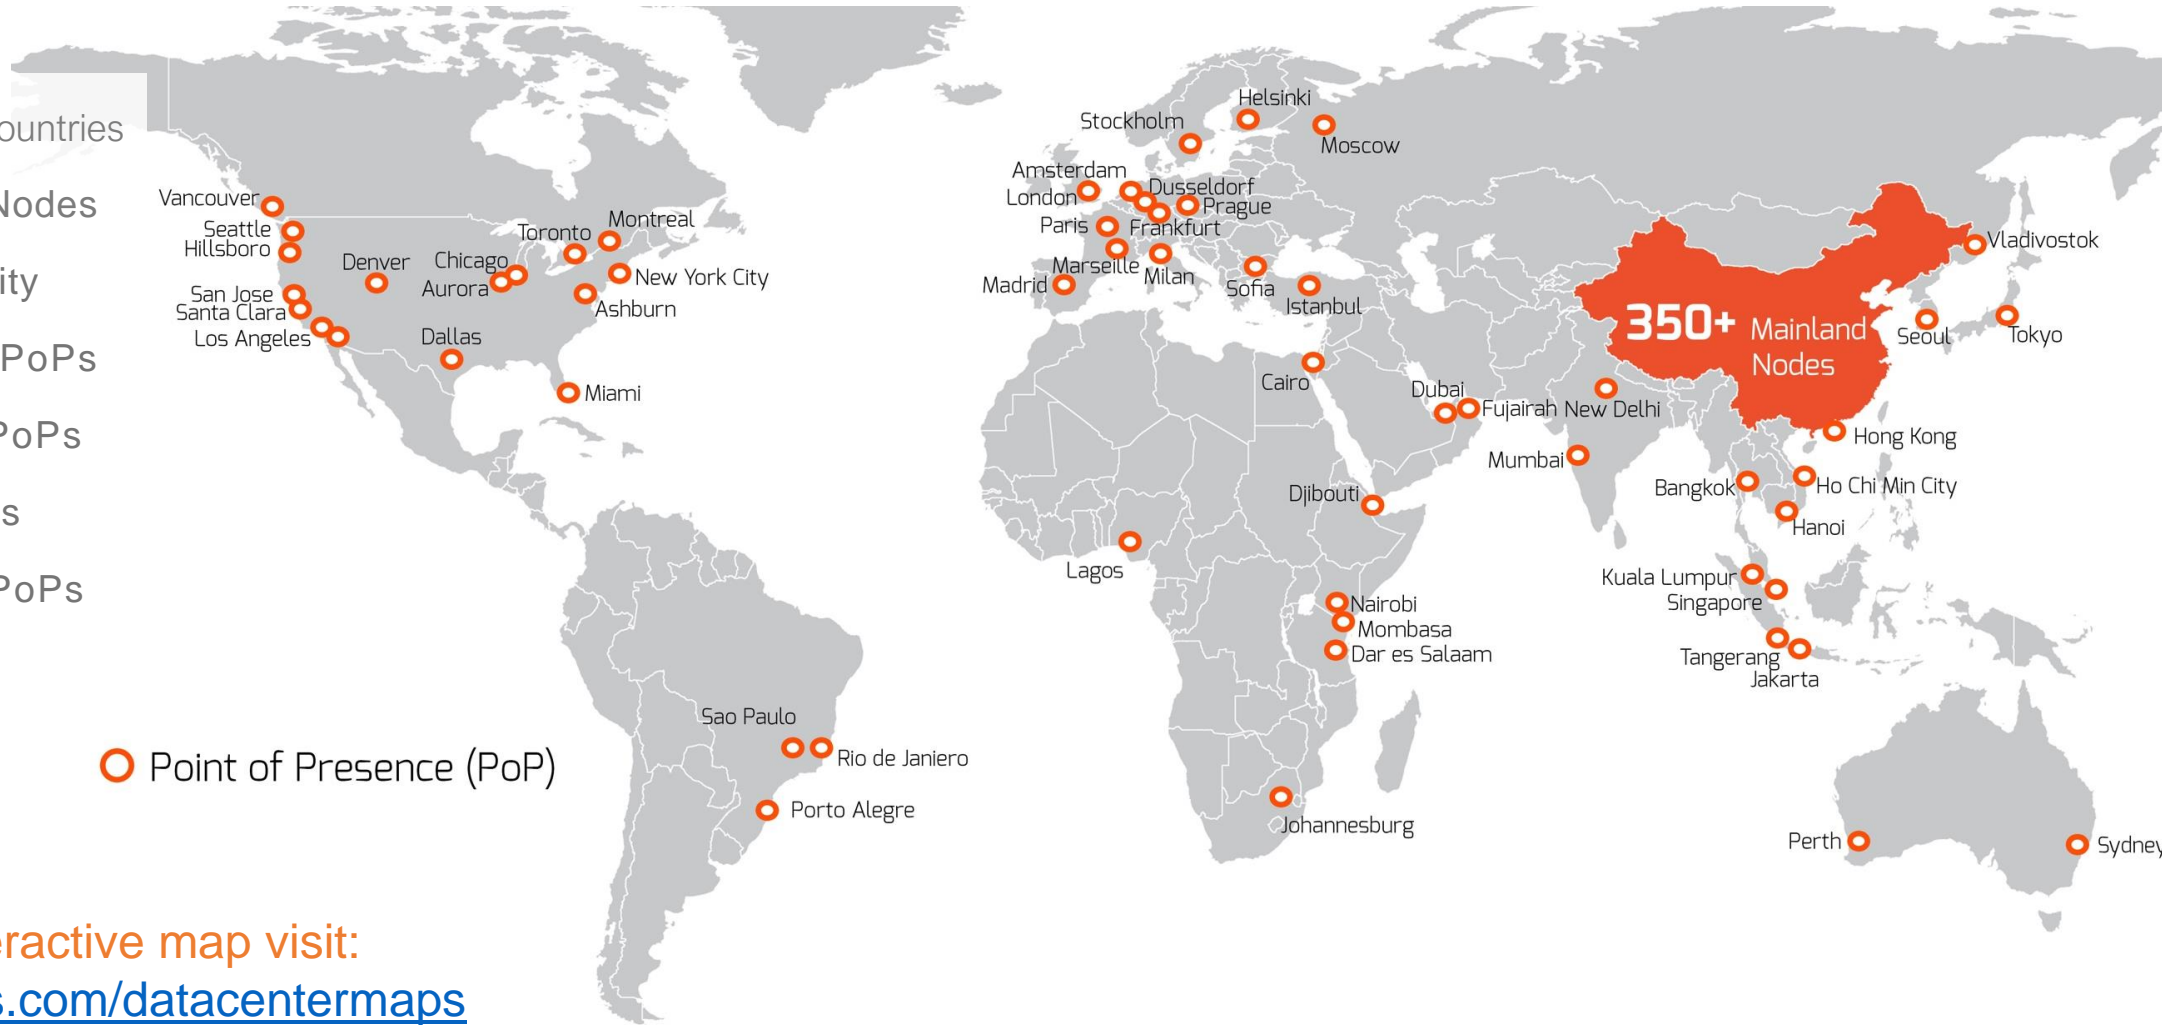 ountries
Nodes
ity
PoPs
PoPs
s
PoPs
Vancouver
Seattle
Hillsboro
San Jose
Santa Clara
Los Angeles
Denver
Chicago
Aurora
Dallas
Toronto
Montreal
New York City
Ashburn
Miami
Sao Paulo
Rio de Janiero
Porto Alegre
Point of Presence (PoP)
Helsinki
Stockholm
Moscow
Amsterdam
London
Dusseldorf
Prague
Paris
Frankfurt
Marseille
Milan
Madrid
Sofia
Istanbul
Cairo
Dubai
Fujairah
New Delhi
Mumbai
Djibouti
Lagos
Nairobi
Mombasa
Dar es Salaam
Johannesburg
350+ Mainland
Nodes
Vladivostok
Seoul
Tokyo
Hong Kong
Bangkok
Ho Chi Min City
Hanoi
Kuala Lumpur
Singapore
Tangerang
Jakarta
Perth
Sydney
eractive map visit:
s.com/datacentermaps